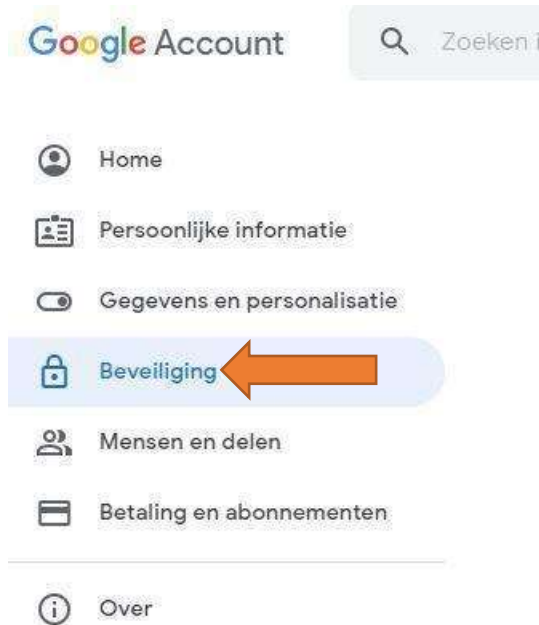 Google Account
Zoeken i
Home
Persoonlijke informatie
Gegevens en personalisatie
Beveiliging
Mensen en delen
Betaling en abonnementen
Over